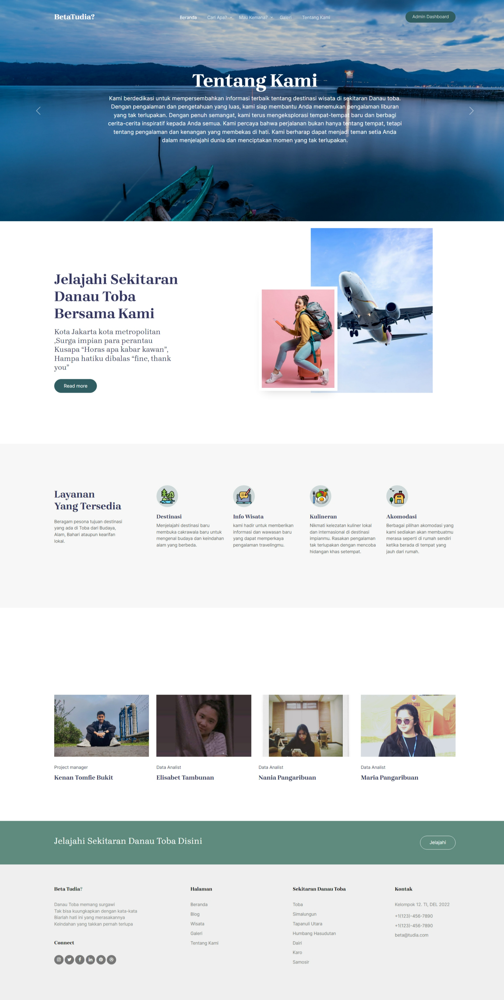 BetaTudia?
Beranda
Cari Apa?
Mau Kemana?
Galeri
Tentang Kami
Admin Dashboard
Tentang Kami
Kami berdedikasi untuk mempersembahkan informasi terbaik tentang destinasi wisata di sekitaran Danau toba.
Dengan pengalaman dan pengetahuan yang luas, kami siap membantu Anda menemukan pengalaman liburan
yang tak terlupakan. Dengan penuh semangat, kami terus mengeksplorasi tempat-tempat baru dan berbagi
cerita-cerita inspiratif kepada Anda semua. Kami percaya bahwa perjalanan bukan hanya tentang tempat, tetapi
tentang pengalaman dan kenangan yang membekas di hati. Kami berharap dapat menjadi teman setia Anda
dalam menjelajahi dunia dan menciptakan momen yang tak terlupakan.
Jelajahi Sekitaran
Danau Toba
Bersama Kami
Kota Jakarta kota metropolitan
,Surga impian para perantau
Kusapa “Horas apa kabar kawan”,
Hampa hatiku dibalas “fine, thank
you”
Read more
Layanan
Yang Tersedia
Beragam pesona tujuan destinasi
yang ada di Toba dari Budaya,
Alam, Bahari ataupun kearifan
lokal.
Destinasi
Menjelajahi destinasi baru
membuka cakrawala baru untuk
mengenal budaya dan keindahan
alam yang berbeda.
Info Wisata
kami hadir untuk memberikan
informasi dan wawasan baru
yang dapat memperkaya
pengalaman travelingmu.
Kulineran
Nikmati kelezatan kuliner lokal
dan internasional di destinasi
impianmu. Rasakan pengalaman
tak terlupakan dengan mencoba
hidangan khas setempat.
Akomodasi
Berbagai pilihan akomodasi yang
kami sediakan akan membuatmu
merasa seperti di rumah sendiri
ketika berada di tempat yang
jauh dari rumah.
KAB. TOBA
Project manager
Kenan Tomfie Bukit
Data Analist
Elisabet Tambunan
Data Analist
Nania Pangaribuan
Data Analist
Maria Pangaribuan
Jelajahi Sekitaran Danau Toba Disini
Jelajahi
Beta Tudia?
Danau Toba memang surgawi
Tak bisa kuungkapkan dengan kata-kata
Biarlah hati ini yang merasakannya
Keindahan yang takkan pernah terlupa
Connect
Halaman
Beranda
Blog
Wisata
Galeri
Tentang Kami
Sekitaran Danau Toba
Toba
Simalungun
Tapanuli Utara
Humbang Hasudutan
Dairi
Karo
Samosir
Kontak
Kelompok 12. TI, DEL 2022
+1(123)-456-7890
+1(123)-456-7890
beta@tudia.com